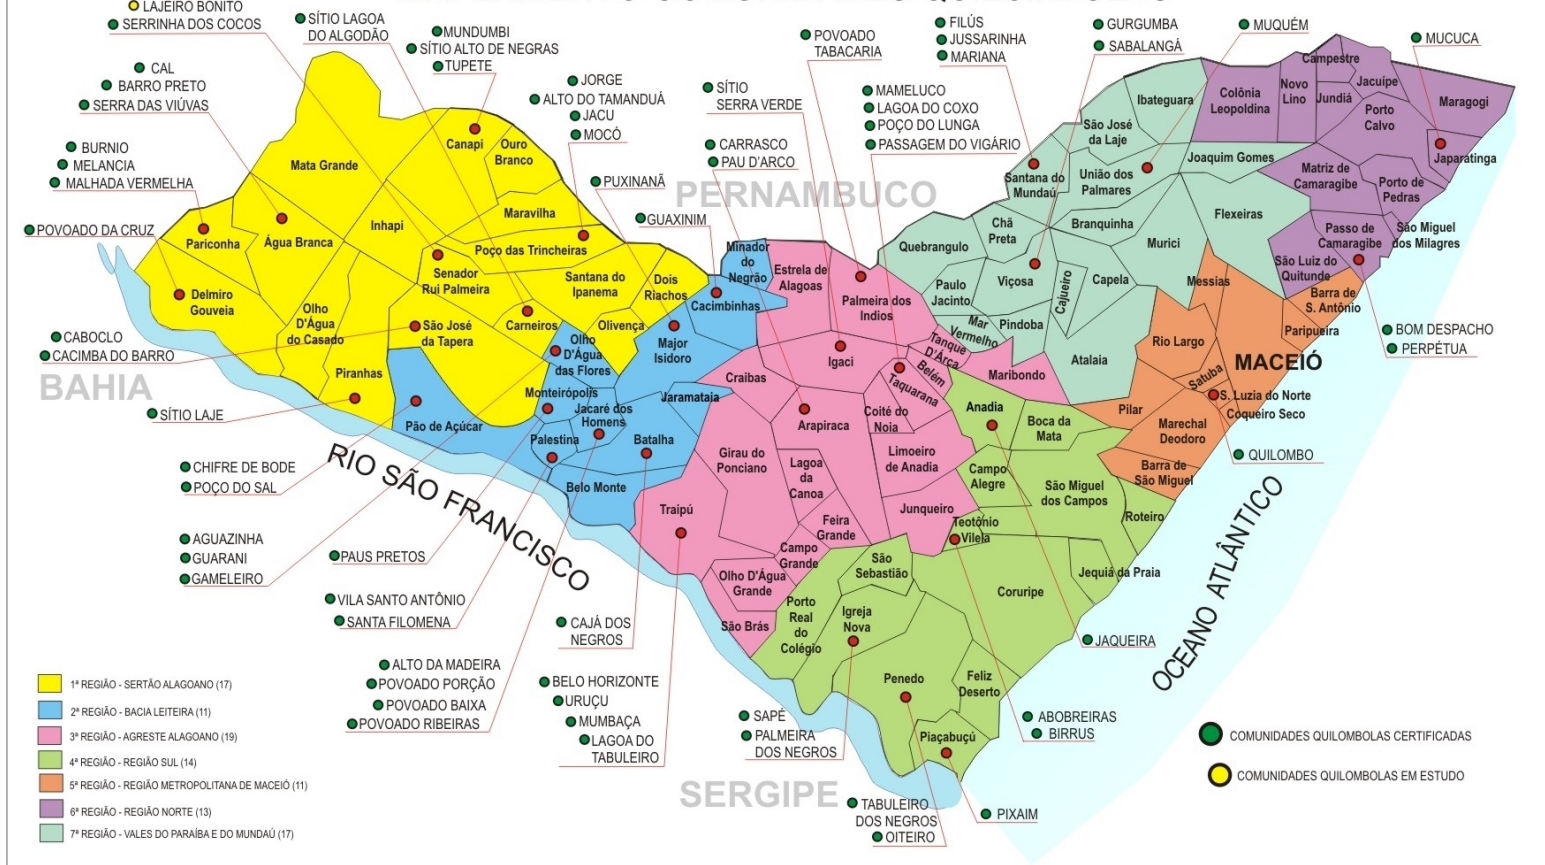 LAJEIRO BONITO
SERRINHA DOS COCOS
SÍTIO LAGOA
DO ALGODÃO
MUNDUMBI
SÍTIO ALTO DE NEGRAS
TUPETE
CAL
BARRO PRETO
SERRA DAS VIÚVAS
JORGE
ALTO DO TAMANDUÁ
JACU
MOCÓ
BURNIO
MELANCIA
MALHADA VERMELHA
PUXINANÃ
POVOADO DA CRUZ
GUAXINIM
SÍTIO
SERRA VERDE
CARRASCO
PAU D'ARCO
POVOADO
TABACARIA
MAMELUCO
LAGOA DO COXO
POÇO DO LUNGA
PASSAGEM DO VIGÁRIO
FILÚS
JUSSARINHA
MARIANA
GURGUMBA
SABALANGÁ
MUQUÉM
MUCUCA
PERNAMBUCO
Mata Grande
Canapi
Ouro
Branco
Pariconha
Água Branca
Inhapi
Maravilha
Poço das Trincheiras
Senador
Rui Palmeira
Santana do
Ipanema
Dois
Riachos
Delmiro
Gouveia
Olho
D'Água
do Casado
São José
da Tapera
Carneiros
Olivença
Piranhas
Minador
do
Negrão
Cacimbinhas
Major
Isidoro
Olho
D'Água
das Flores
Monteirópolis
Jacaré dos
Homens
Jaramataia
Pão de Açúcar
Palestina
Batalha
Belo Monte
Estrela de
Alagoas
Palmeira dos
Indios
Igaci
Craibas
Tanque
D'Arca
Belém
Taquarana
Maribondo
Arapiraca
Coité do
Noia
Girau do
Ponciano
Lagoa
da
Canoa
Limoeiro
de Anadia
Traipú
Feira
Grande
Junqueiro
Campo
Grande
Olho D'Água
Grande
São Brás
Quebrangulo
Chã
Preta
Paulo
Jacinto
Viçosa
Mar
Vermelho
Pindoba
Cajueiro
Capela
Atalaia
Santana do
Mundaú
São José
da Laje
Ibateguara
União dos
Palmares
Branquinha
Murici
Joaquim Gomes
Flexeiras
Colônia
Leopoldina
Novo
Lino
Campestre
Jundiá
Jacuípe
Porto
Calvo
Maragogi
Japaratinga
Matriz de
Camaragibe
Porto de
Pedras
Passo de
Camaragibe
São Miguel
dos Milagres
São Luiz do
Quitunde
Messias
Barra de
S. Antônio
Paripueira
Rio Largo
MACEIÓ
Satuba
S. Luzia do Norte
Coqueiro Seco
Pilar
Marechal
Deodoro
Barra de
São Miguel
Anadia
Boca da
Mata
Campo
Alegre
São Miguel
dos Campos
Roteiro
Teotônio
Vilela
São
Sebastião
Jequiá da Praia
Coruripe
Porto
Real
do
Colégio
Igreja
Nova
Penedo
Feliz
Deserto
Piaçabuçú
BOM DESPACHO
PERPÉTUA
QUILOMBO
JAQUEIRA
CABOCLO
CACIMBA DO BARRO
BAHIA
SÍTIO LAJE
CHIFRE DE BODE
POÇO DO SAL
RIO SÃO FRANCISCO
AGUAZINHA
GUARANI
GAMELEIRO
PAUS PRETOS
VILA SANTO ANTÔNIO
SANTA FILOMENA
ALTO DA MADEIRA
POVOADO PORÇÃO
POVOADO BAIXA
POVOADO RIBEIRAS
CAJÁ DOS
NEGROS
BELO HORIZONTE
URUÇU
MUMBAÇA
LAGOA DO
TABULEIRO
SAPÉ
PALMEIRA
DOS NEGROS
SERGIPE
TABULEIRO
DOS NEGROS
OITEIRO
PIXAIM
ABOBREIRAS
BIRRUS
OCEANO ATLÂNTICO
1ª REGIÃO - SERTÃO ALAGOANO (17)
2ª REGIÃO - BACIA LEITEIRA (11)
3ª REGIÃO - AGRESTE ALAGOANO (19)
4ª REGIÃO - REGIÃO SUL (14)
5ª REGIÃO - REGIÃO METROPOLITANA DE MACEIÓ (11)
6ª REGIÃO - REGIÃO NORTE (13)
7ª REGIÃO - VALES DO PARAÍBA E DO MUNDAÚ (17)
COMUNIDADES QUILOMBOLAS CERTIFICADAS
COMUNIDADES QUILOMBOLAS EM ESTUDO